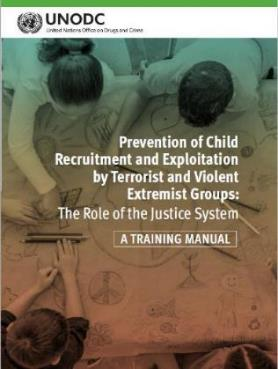 UNODC
United Nations Office on Drugs and Crime
Prevention of Child
Recruitment and Exploitation
by Terrorist and Violent
Extremist Groups:
The Role of the Justice System
A TRAINING MANUAL